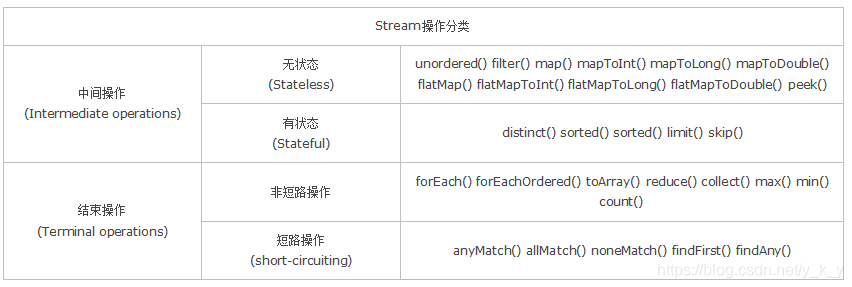 Stream操作分类
中间操作
(Intermediate operations)
无状态
(Stateless)
unordered() filter() map() mapToInt() mapToLong() mapToDouble()
flatMap() flatMapToInt() flatMapToLong() flatMapToDouble() peek()
有状态
(Stateful)
distinct() sorted() sorted() limit() skip()
结束操作
(Terminal operations)
非短路操作
forEach() forEachOrdered() toArray() reduce() collect() max() min()
count()
短路操作
(short-circuiting)
anyMatch() allMatch() noneMatch() findFirst() findAny()
https://blog.csdn.net/y_k_y